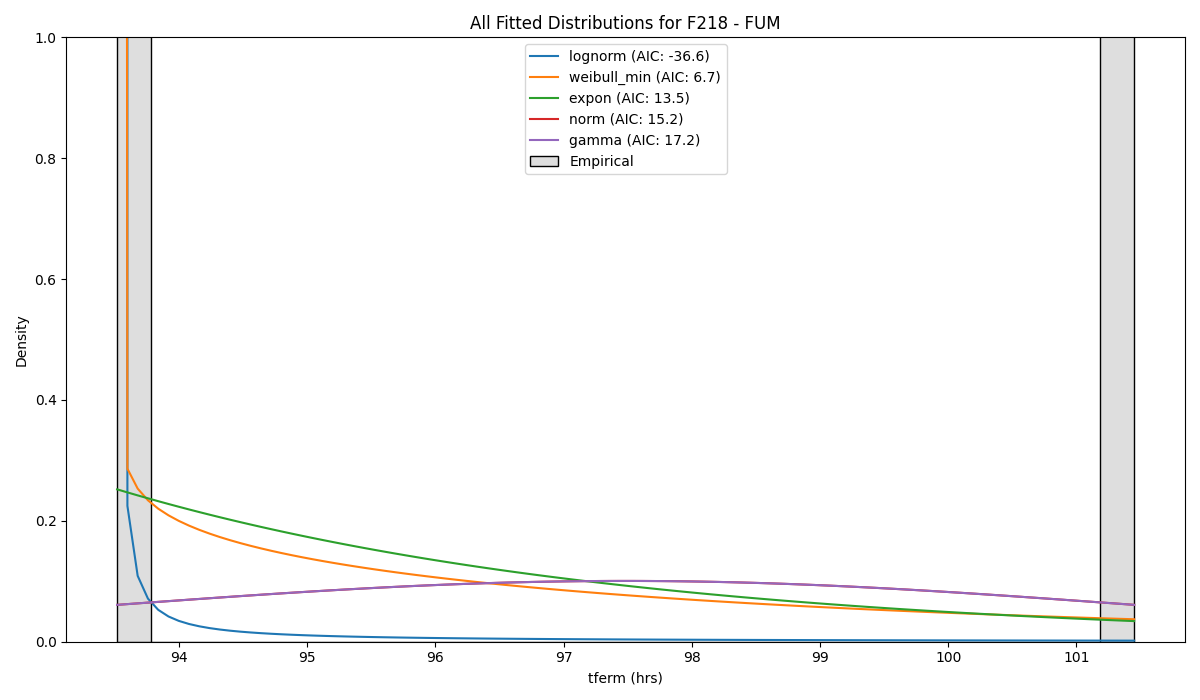 All Fitted Distributions for F218 - FUM
lognorm (AIC: -36.6)
weibull_min (AIC: 6.7)
expon (AIC: 13.5)
norm (AIC: 15.2)
gamma (AIC: 17.2)
Empirical
Density
1.0
0.8
0.6
0.4
0.2
0.0
94 95 96 97 98 99 100 101
tferm (hrs)